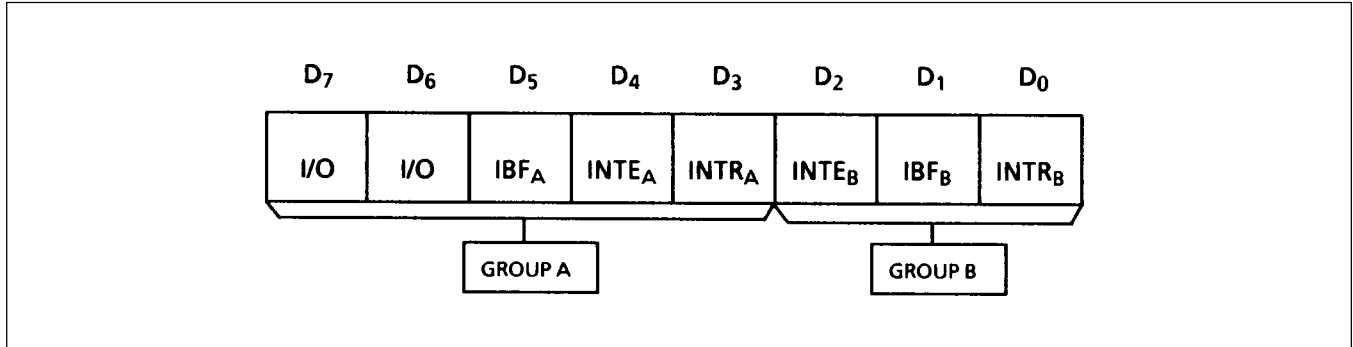 D7 D6 D5 D4 D3 D2 D1 D0
I/O I/O IBFA INTEA INTRA INTEB IBFB INTRB
GROUP A GROUP B